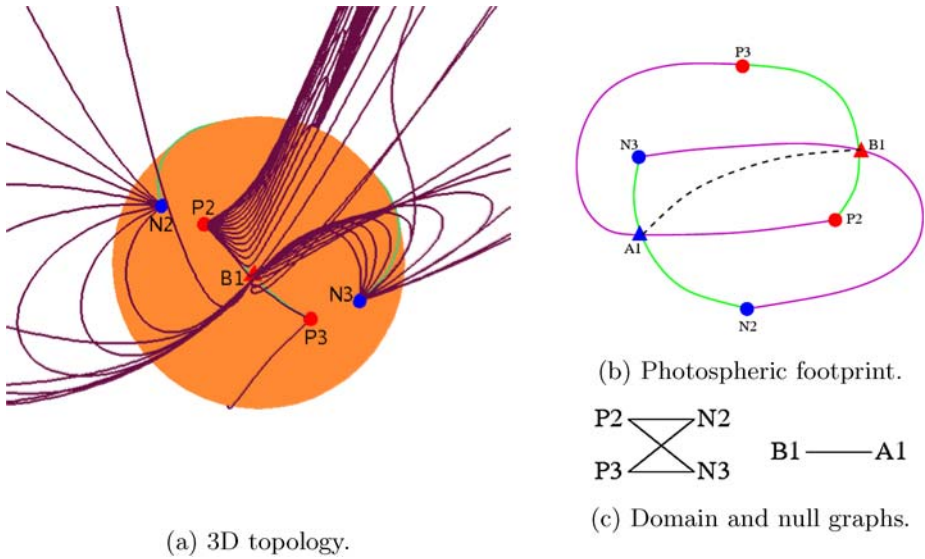 N2
P2
B1
N3
P3
(a) 3D topology.
P3
N3
B1
P2
A1
N2
(b) Photospheric footprint.
P2 N2
P3 N3
B1 A1
(c) Domain and null graphs.